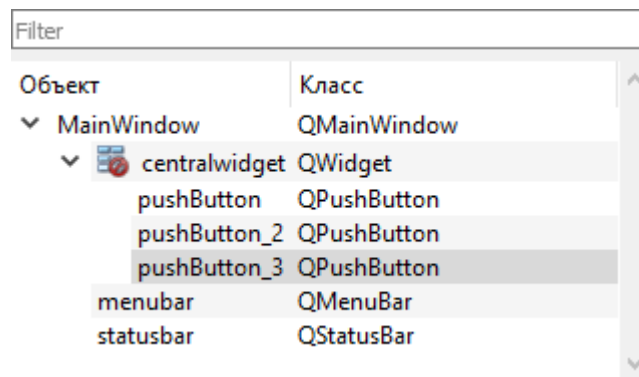 Filter
Объект Класс
MainWindow QMainWindow
centralwidget QWidget
pushButton QPushButton
pushButton_2 QPushButton
pushButton_3 QPushButton
menubar QMenuBar
statusbar QStatusBar